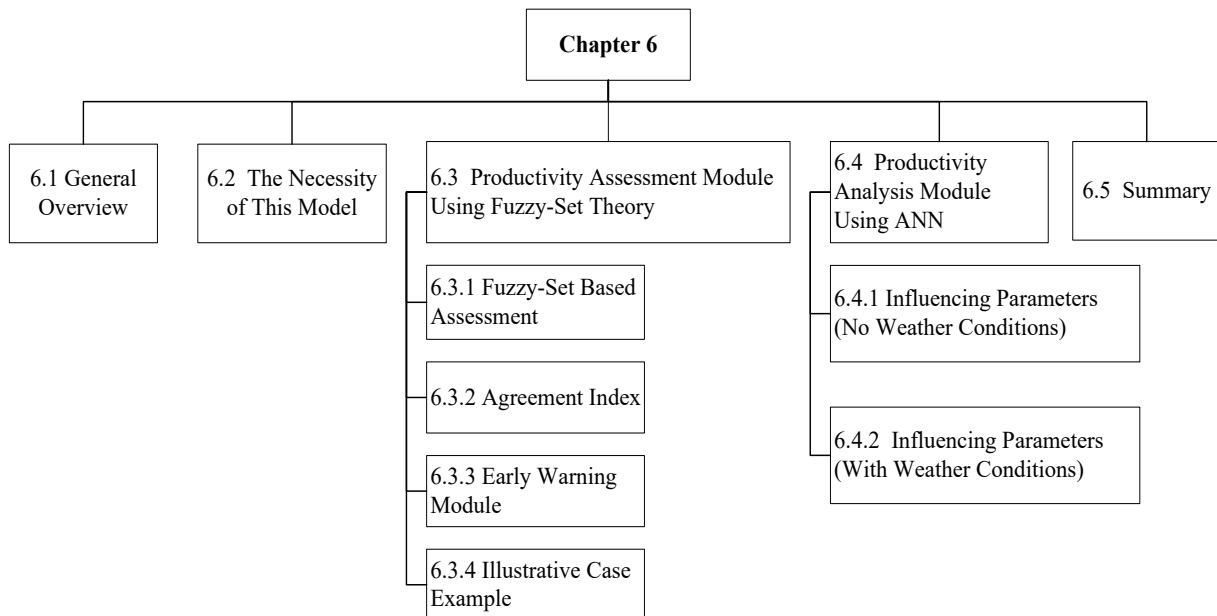 Chapter 6
6.1 General
Overview
6.2  The Necessity
of This Model
6.3  Productivity Assessment Module
Using Fuzzy-Set Theory
6.3.1 Fuzzy-Set Based
Assessment
6.3.2 Agreement Index
6.3.3 Early Warning
Module
6.3.4 Illustrative Case
Example
6.4  Productivity
Analysis Module
Using ANN
6.4.1 Influencing Parameters
(No Weather Conditions)
6.4.2  Influencing Parameters
(With Weather Conditions)
6.5  Summary